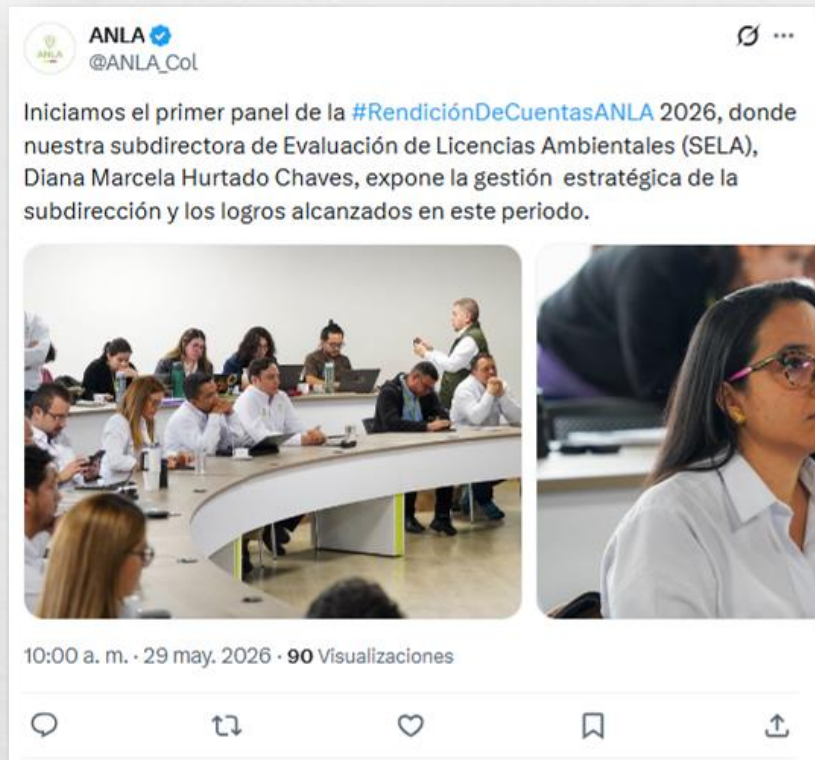 ANLA
@ANLA_Col
ANLA
Iniciamos el primer panel de la #RendiciónDeCuentasANLA 2026, donde
nuestra subdirectora de Evaluación de Licencias Ambientales (SELA),
Diana Marcela Hurtado Chaves, expone la gestión estratégica de la
subdirección y los logros alcanzados en este periodo.
10:00 a. m. · 29 may. 2026 · 90 Visualizaciones